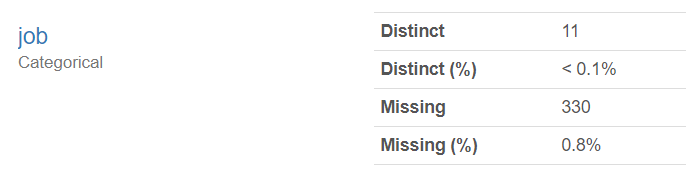 job
Categorical
Distinct 11
Distinct (%) < 0.1%
Missing 330
Missing (%) 0.8%